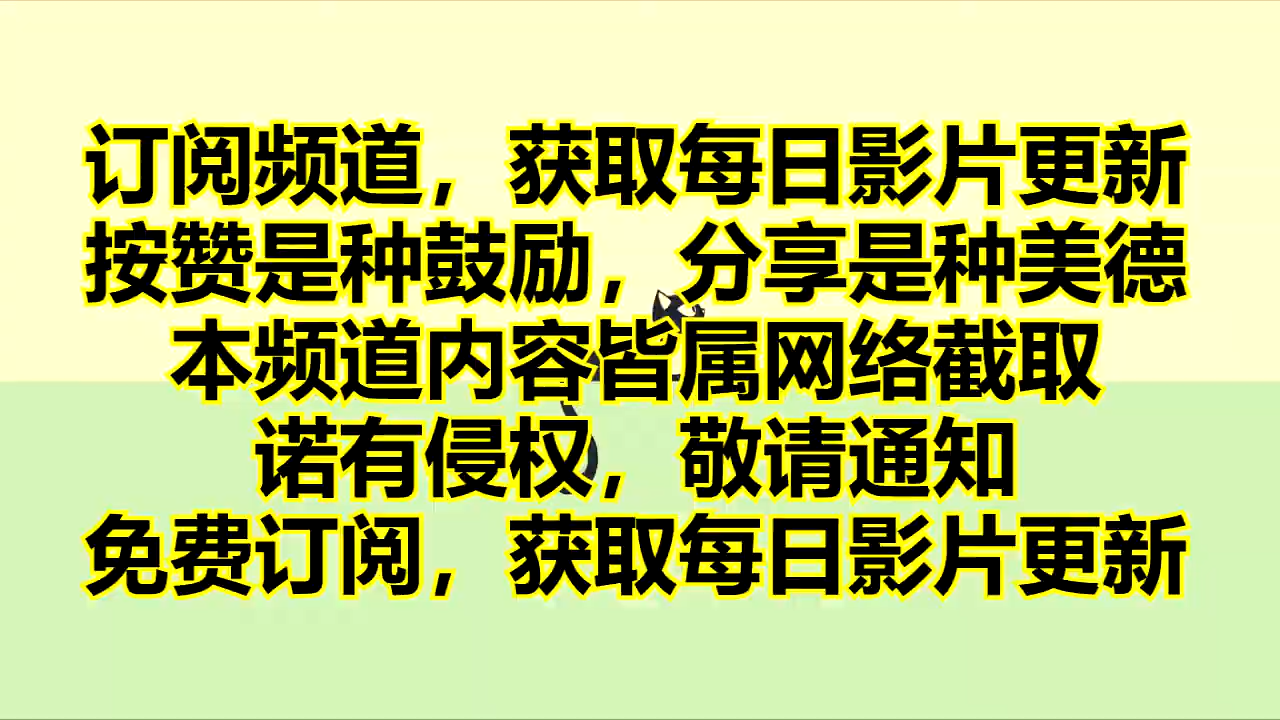 订阅频道，获取每日影片更新
按赞是种鼓励，分享是种美德
本频道内容皆属网络截取
诺有侵权，敬请通知
免费订阅，获取每日影片更新